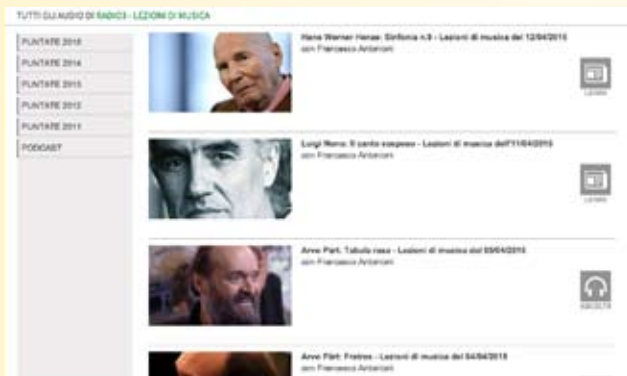 TUTTI GLI AUDIO DI RADIO3 - LEZIONI DI MUSICA
PUNTATE 2015
PUNTATE 2014
PUNTATE 2013
PUNTATE 2012
PUNTATE 2011
PODCAST
Hans Werner Henze: Sinfonia n.9 - Lezioni di musica del 12/04/2015
con Francesco Antonioni
LEGGI
Luigi Nono: Il canto sospeso - Lezioni di musica dell'11/04/2015
con Francesco Antonioni
LEGGI
Arvo Pärt: Tabula rasa - Lezioni di musica del 05/04/2015
con Francesco Antonioni
ASCOLTA
Arvo Pärt: Fratres - Lezioni di musica del 04/04/2015
con Francesco Antonioni